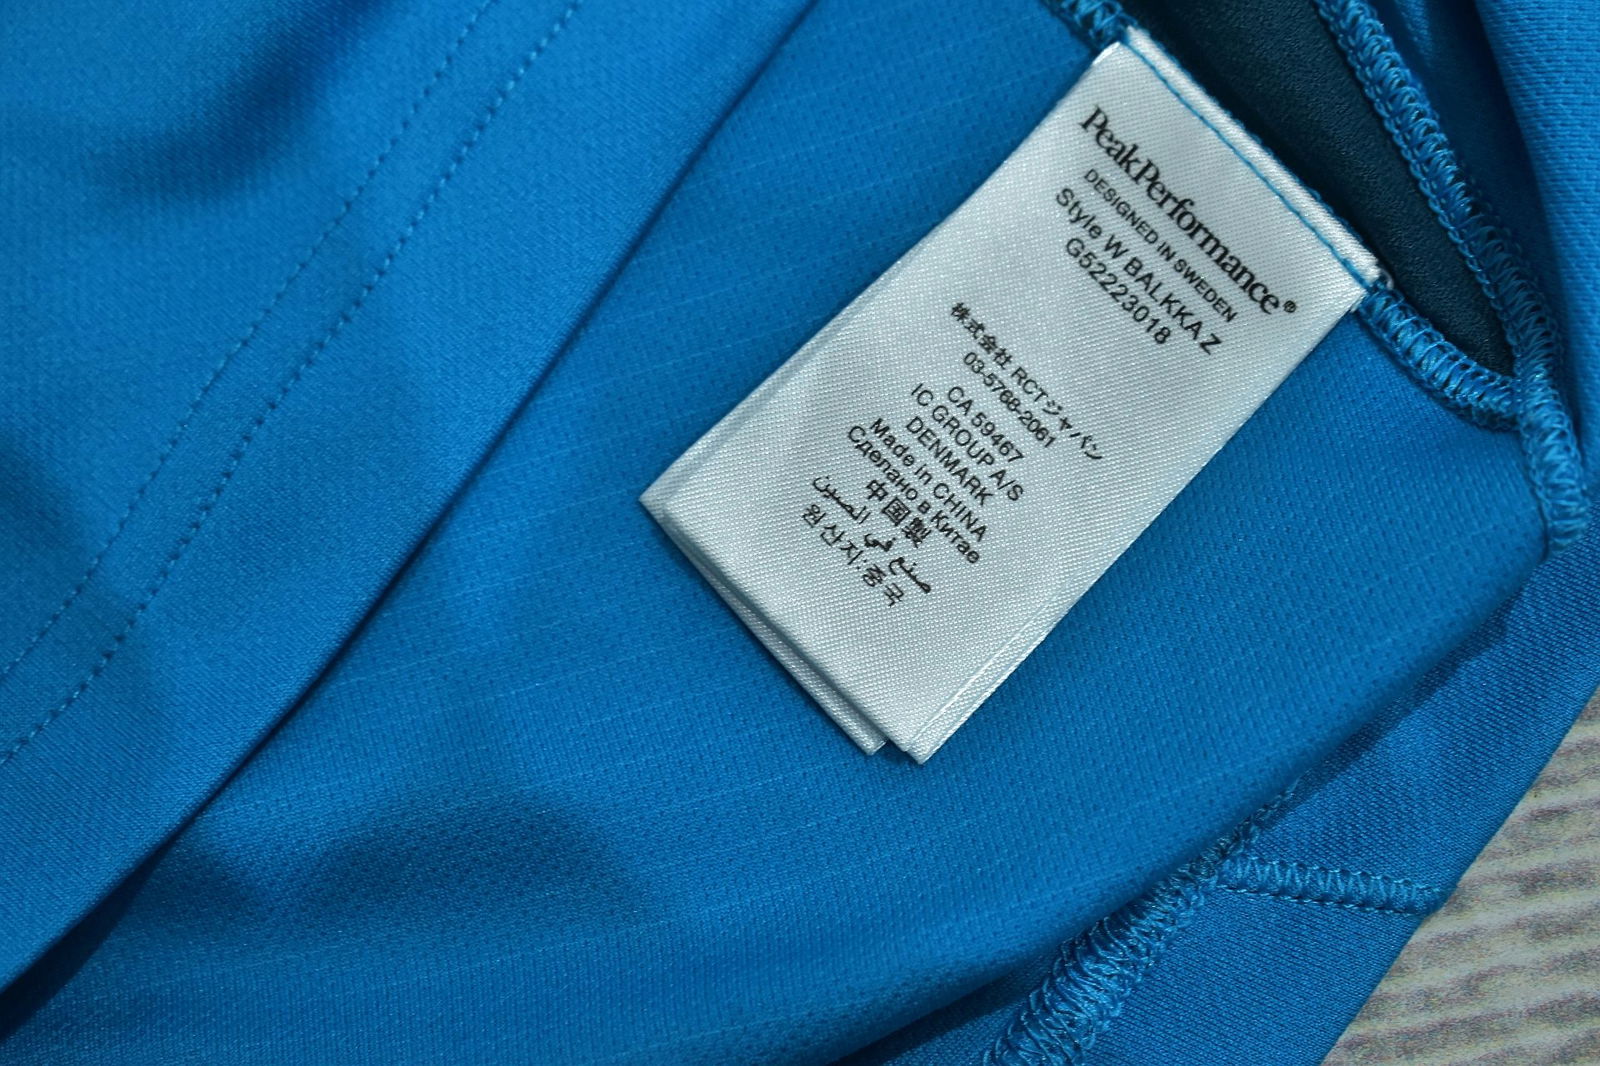 PeakPerformance®
DESIGNED IN SWEDEN
Style W BALKKA Z
G52223018
株式会社 RCTジャパン
03-5768-2061
CA 59467
IC GROUP A/S
DENMARK
Made in CHINA
Сделано в Китае
中国製
صنع في الصين
원산지:중국